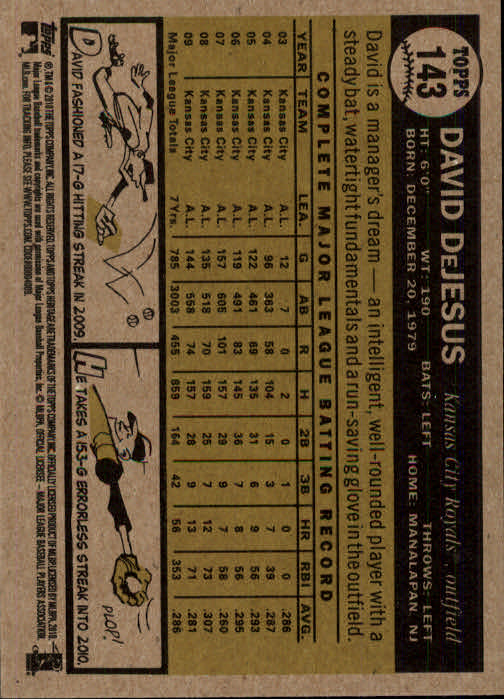 TOPPS
143
DAVID DeJESUS Kansas City Royals outfield
HT: 6'0" WT: 190 BATS: LEFT THROWS: LEFT
BORN: DECEMBER 20, 1979 HOME: MANALAPAN, NJ
David is a manager's dream — an intelligent, well-rounded player with a
steady bat, watertight fundamentals and a run-saving glove in the outfield.
COMPLETE MAJOR LEAGUE BATTING RECORD
YEAR TEAM LEA. G AB R H 2B 3B HR RBI AVG.
03 Kansas City A.L. 12 7 0 2 0 1 0 0 .286
04 Kansas City A.L. 96 363 58 104 15 3 7 39 .287
05 Kansas City A.L. 122 461 69 135 31 6 9 56 .293
06 Kansas City A.L. 119 491 83 145 36 7 8 56 .295
07 Kansas City A.L. 157 605 101 157 29 9 7 58 .260
08 Kansas City A.L. 135 518 70 159 25 7 12 73 .307
09 Kansas City A.L. 144 558 74 157 28 9 13 71 .281
Major League Totals 7 Yrs. 785 3003 455 859 164 42 56 353 .286
DAVID FASHIONED A 17-G HITTING STREAK IN 2009.
PLOP!
HE TAKES A 153-G ERRORLESS STREAK INTO 2010.
Topps